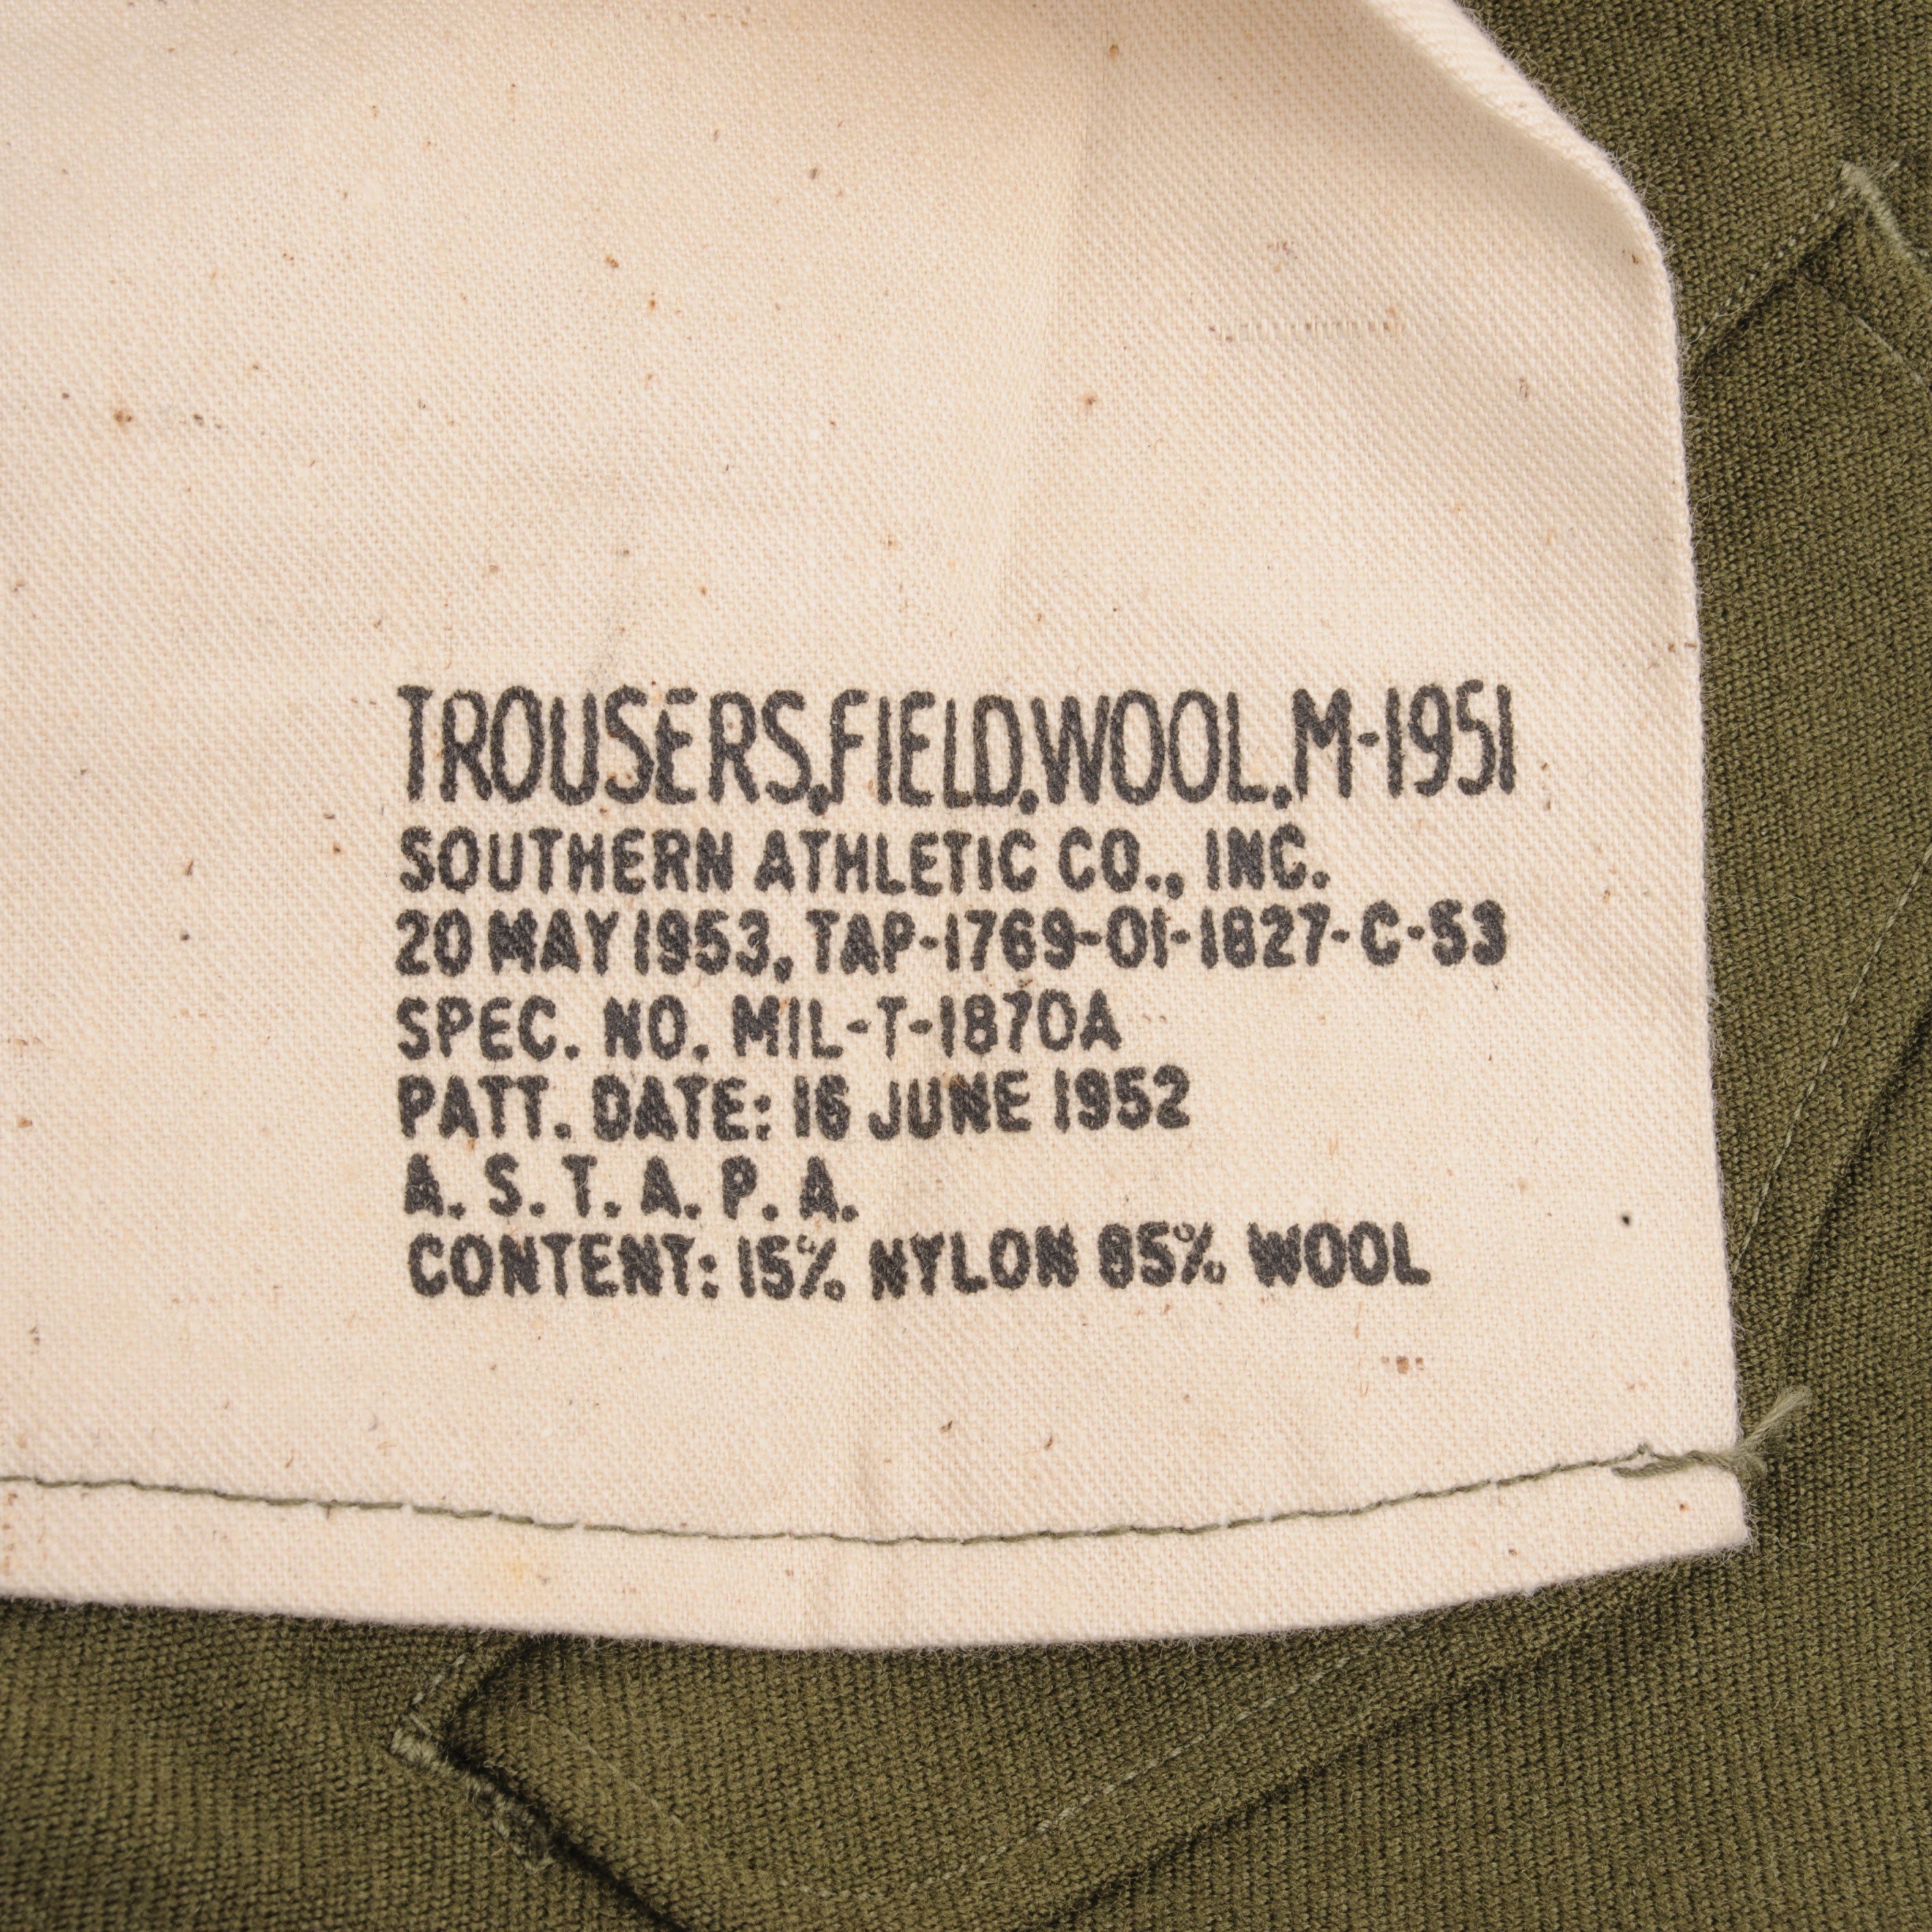 TROUSERS,FIELD,WOOL,M-1951
SOUTHERN ATHLETIC CO., INC.
20 MAY 1953, TAP-1769-01-1827-C-53
SPEC. NO. MIL-T-1870A
PATT. DATE: 16 JUNE 1952
A. S. T. A. P. A.
CONTENT: 15% NYLON 85% WOOL